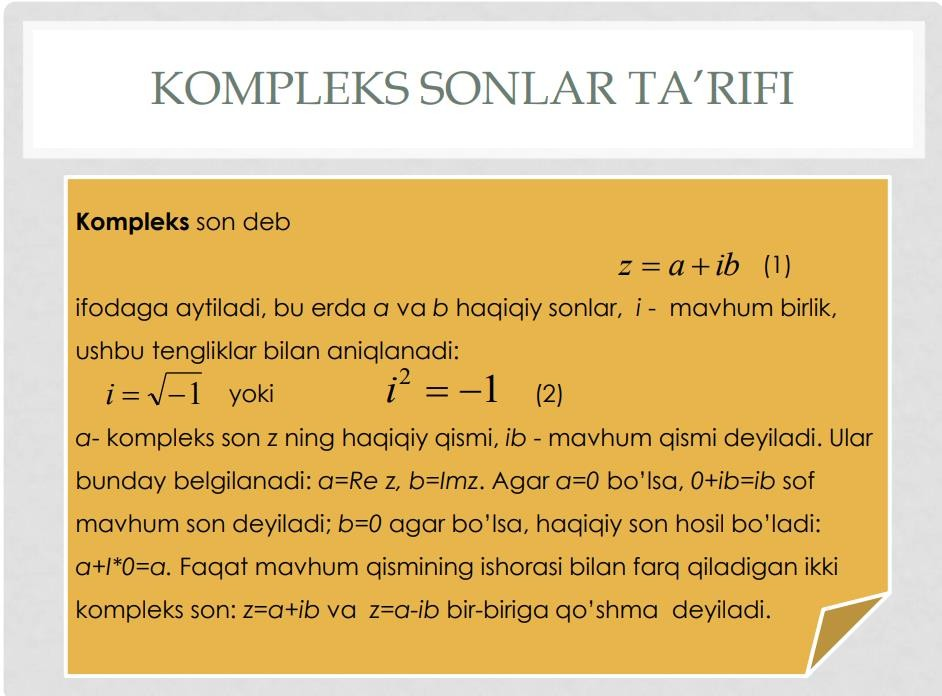 KOMPLEKS SONLAR TA’RIFI
Kompleks son deb
z = a + ib (1)
ifodaga aytiladi, bu erda a va b haqiqiy sonlar, i - mavhum birlik,
ushbu tengliklar bilan aniqlanadi:
i = √−1 yoki i² = −1 (2)
a- kompleks son z ning haqiqiy qismi, ib - mavhum qismi deyiladi. Ular
bunday belgilanadi: a=Re z, b=Imz. Agar a=0 bo’lsa, 0+ib=ib sof
mavhum son deyiladi; b=0 agar bo’lsa, haqiqiy son hosil bo’ladi:
a+I*0=a. Faqat mavhum qismining ishorasi bilan farq qiladigan ikki
kompleks son: z=a+ib va z=a-ib bir-biriga qo’shma deyiladi.